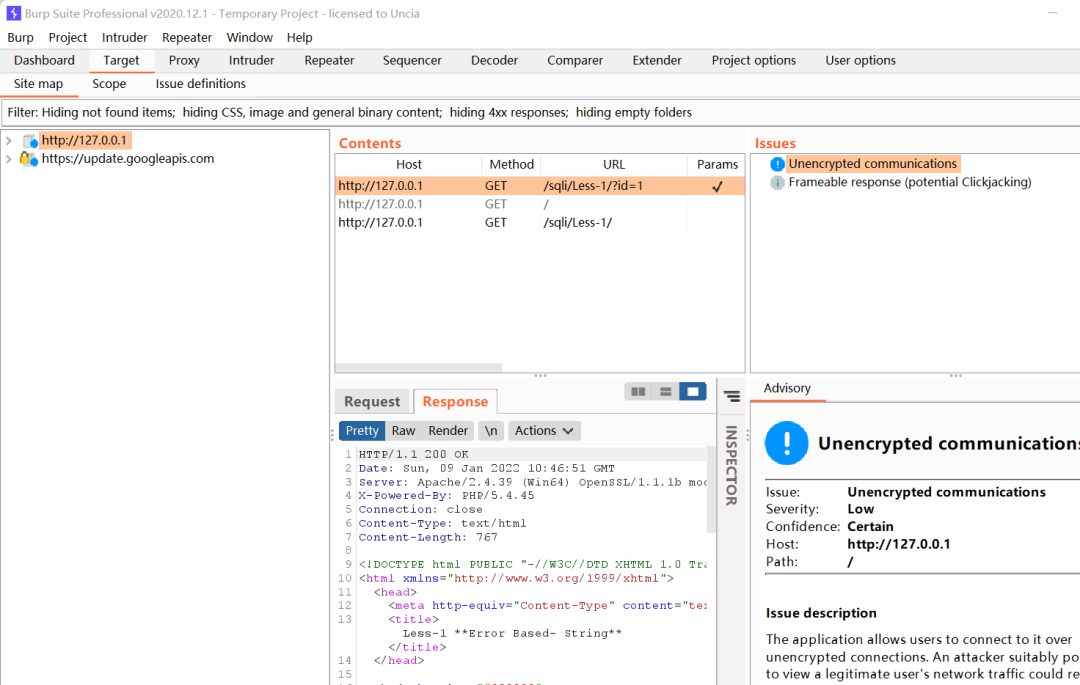 Burp Suite Professional v2020.12.1 - Temporary Project - licensed to Uncia
Burp Project Intruder Repeater Window Help
Dashboard Target Proxy Intruder Repeater Sequencer Decoder Comparer Extender Project options User options
Site map Scope Issue definitions
Filter: Hiding not found items; hiding CSS, image and general binary content; hiding 4xx responses; hiding empty folders
http://127.0.0.1
https://update.googleapis.com
Contents
Host Method URL Params
http://127.0.0.1 GET /sqli/Less-1/?id=1 ✓
http://127.0.0.1 GET /
http://127.0.0.1 GET /sqli/Less-1/
Issues
Unencrypted communications
Frameable response (potential Clickjacking)
Request Response
Pretty Raw Render \n Actions
1 HTTP/1.1 200 OK
2 Date: Sun, 09 Jan 2022 10:46:51 GMT
3 Server: Apache/2.4.39 (Win64) OpenSSL/1.1.1b mo
4 X-Powered-By: PHP/5.4.45
5 Connection: close
6 Content-Type: text/html
7 Content-Length: 767
8
9 <!DOCTYPE html PUBLIC "-//W3C//DTD XHTML 1.0 Tra
10 <html xmlns="http://www.w3.org/1999/xhtml">
11 <head>
12 <meta http-equiv="Content-Type" content="te
13 <title>
Less-1 **Error Based- String**
</title>
14 </head>
15
INSPECTOR
Advisory
Unencrypted communications
Issue: Unencrypted communications
Severity: Low
Confidence: Certain
Host: http://127.0.0.1
Path: /
Issue description
The application allows users to connect to it over
unencrypted connections. An attacker suitably po
to view a legitimate user's network traffic could re